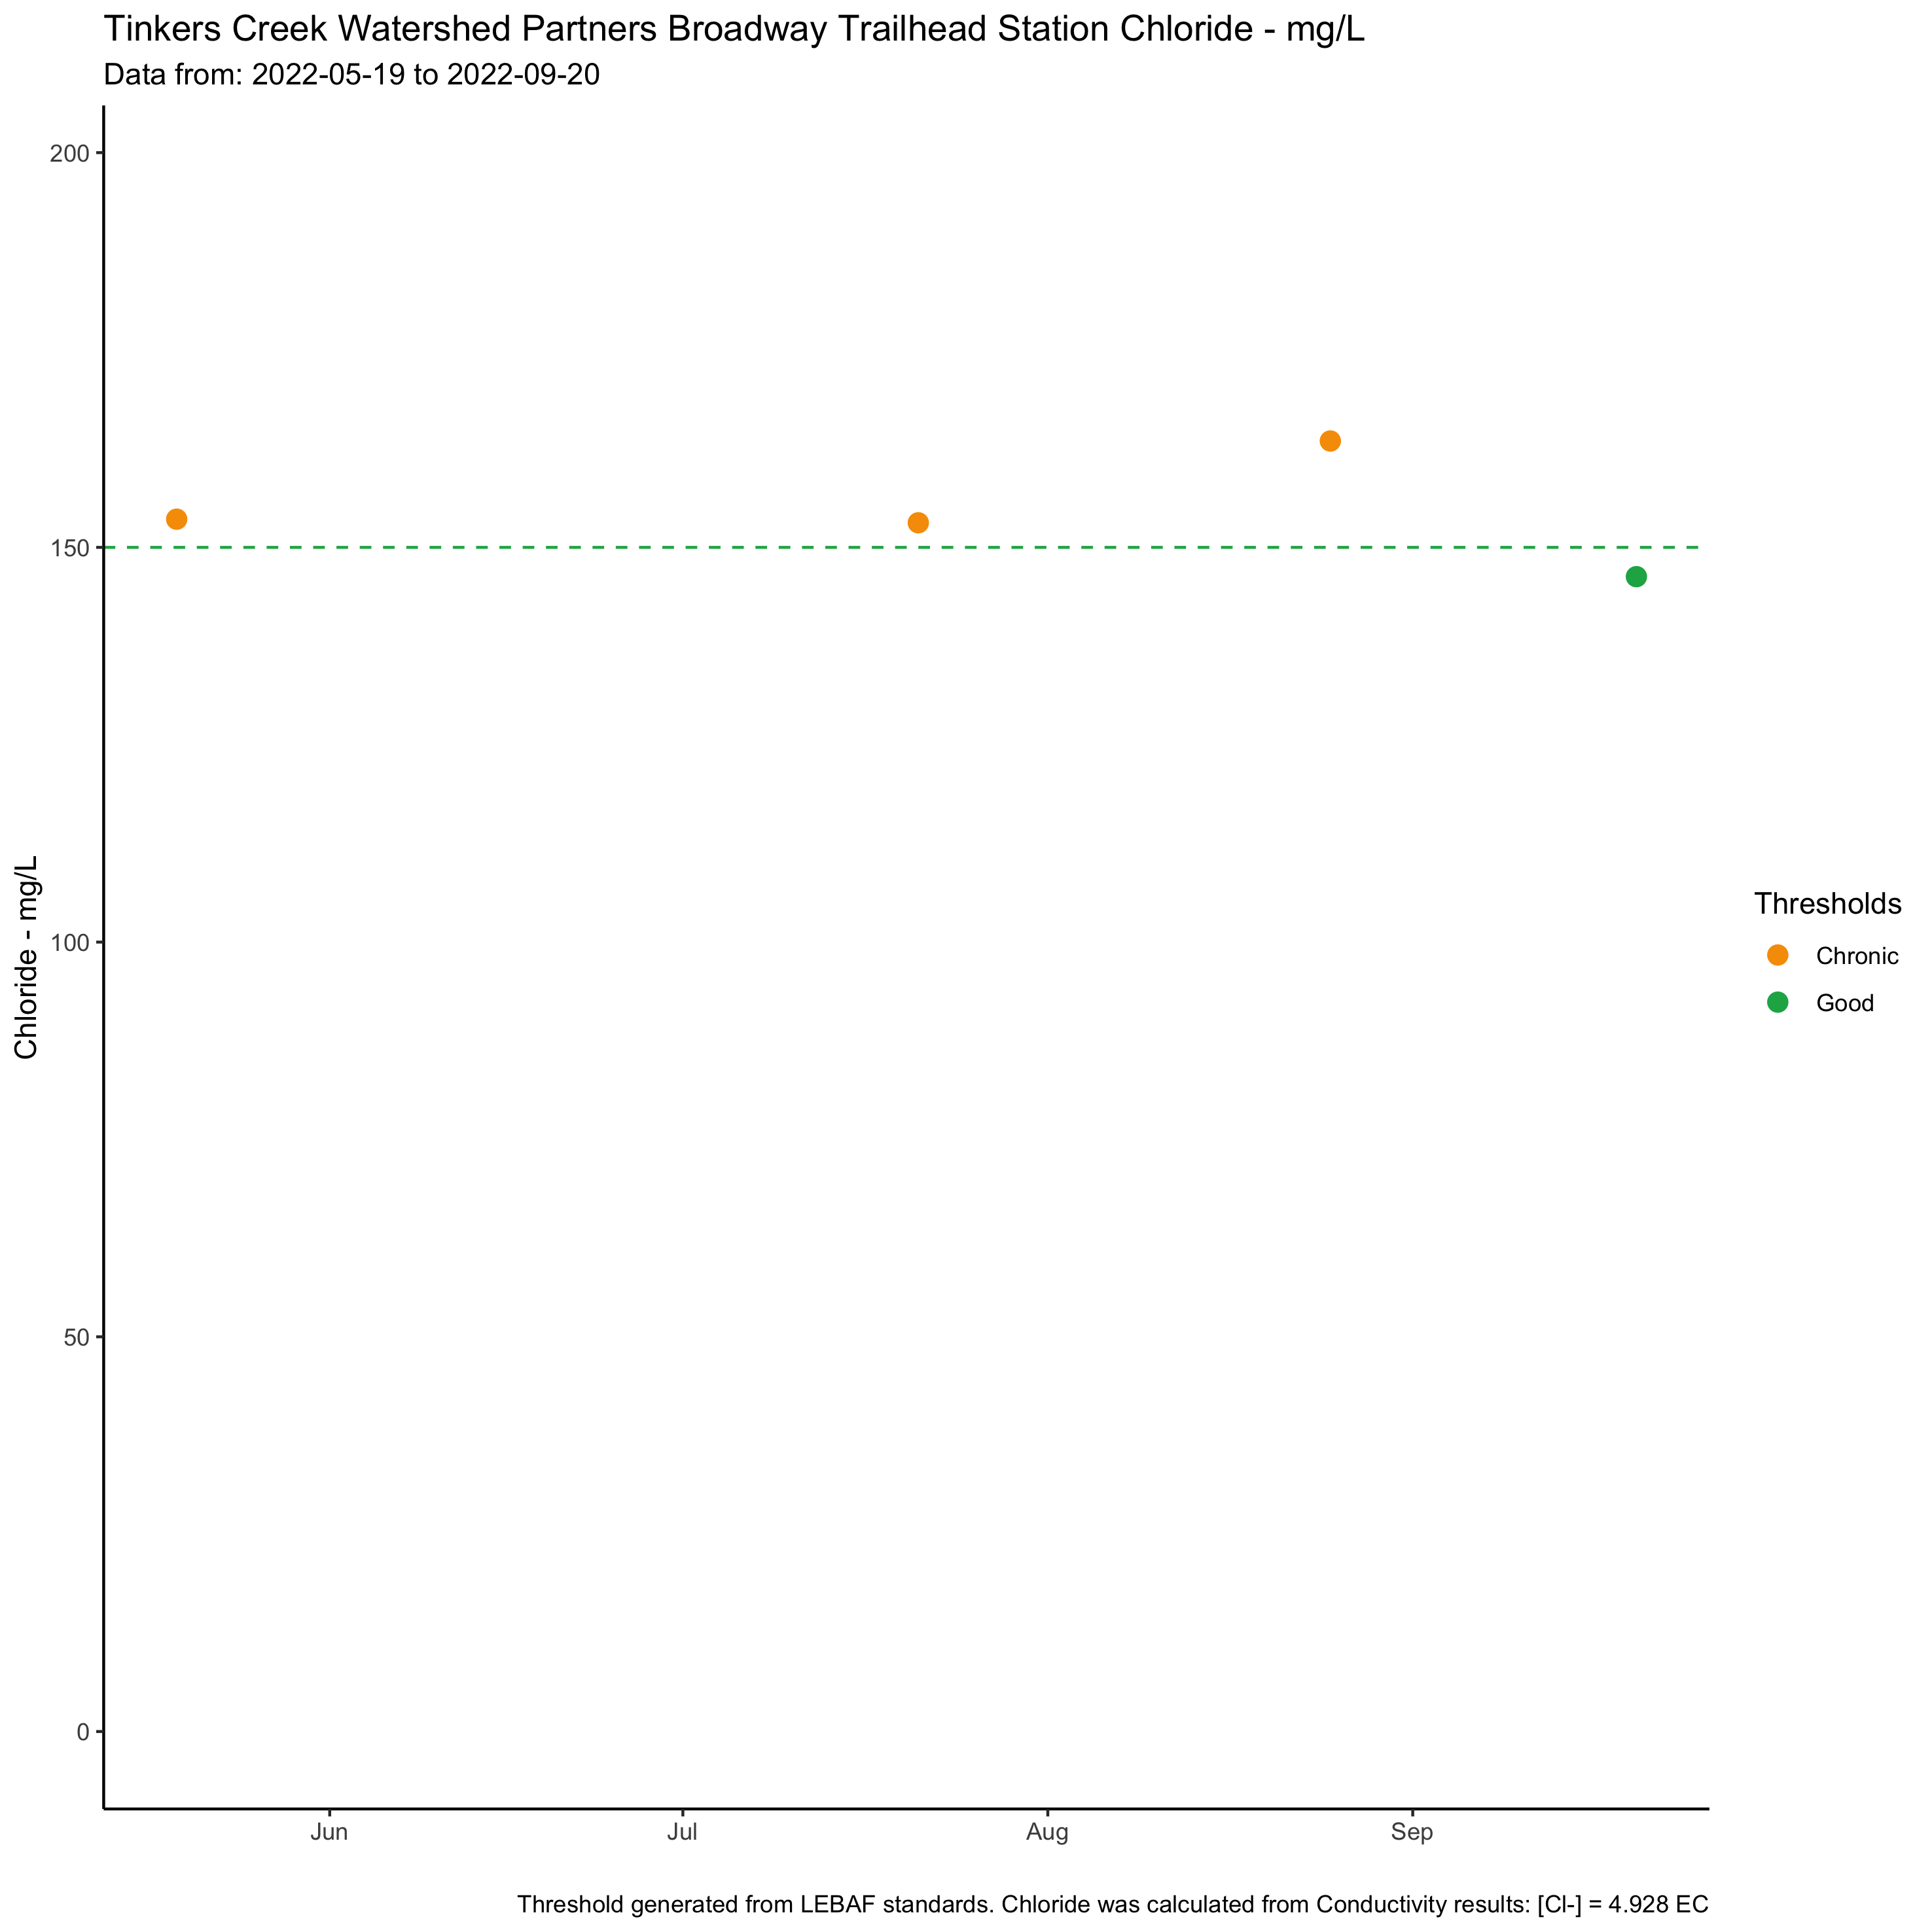 Tinkers Creek Watershed Partners Broadway Trailhead Station Chloride - mg/L
Data from: 2022-05-19 to 2022-09-20
Chloride - mg/L
200
150
100
50
0
Jun Jul Aug Sep
Thresholds
Chronic
Good
Threshold generated from LEBAF standards. Chloride was calculated from Conductivity results: [Cl-] = 4.928 EC